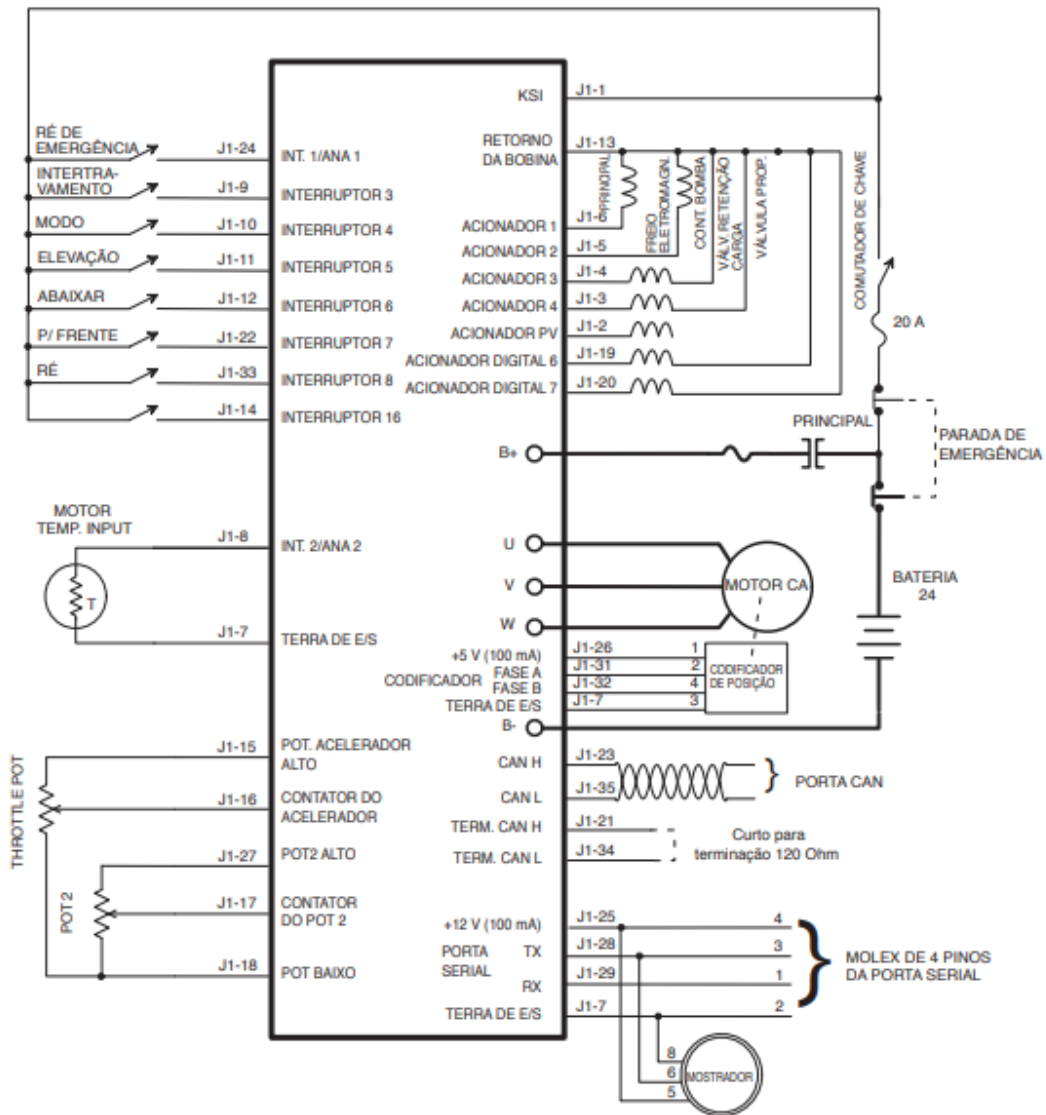 RÉ DE
EMERGÊNCIA
J1-24
INT. 1/ANA 1
INTERTRA-
VAMENTO
J1-9
INTERRUPTOR 3
MODO
J1-10
INTERRUPTOR 4
ELEVAÇÃO
J1-11
INTERRUPTOR 5
ABAIXAR
J1-12
INTERRUPTOR 6
P/ FRENTE
J1-22
INTERRUPTOR 7
RÉ
J1-33
INTERRUPTOR 8
J1-14
INTERRUPTOR 16
MOTOR
TEMP. INPUT
T
J1-8
INT. 2/ANA 2
J1-7
TERRA DE E/S
THROTTLE POT
J1-15
POT. ACELERADOR
ALTO
J1-16
CONTATOR DO
ACELERADOR
POT 2
J1-27
POT2 ALTO
J1-17
CONTATOR
DO POT 2
J1-18
POT BAIXO
KSI
J1-1
RETORNO
DA BOBINA
J1-13
ACIONADOR 1
J1-6
ACIONADOR 2
J1-5
ACIONADOR 3
J1-4
ACIONADOR 4
J1-3
ACIONADOR PV
J1-2
ACIONADOR DIGITAL 6
J1-19
ACIONADOR DIGITAL 7
J1-20
PRINCIPAL
FREIO
ELETROMAGN.
CONT. BOMBA
VÁLV. RETENÇÃO
CARGA
VÁLVULA PROP.
COMUTADOR DE CHAVE
20 A
PRINCIPAL
PARADA DE
EMERGÊNCIA
B+
U
V
W
MOTOR CA
BATERIA
24
CODIFICADOR
+5 V (100 mA)
J1-26
1
FASE A
J1-31
2
FASE B
J1-32
4
TERRA DE E/S
J1-7
3
CODIFICADOR
DE POSIÇÃO
B-
CAN H
J1-23
CAN L
J1-35
PORTA CAN
TERM. CAN H
J1-21
TERM. CAN L
J1-34
Curto para
terminação 120 Ohm
PORTA
SERIAL
+12 V (100 mA)
J1-25
4
TX
J1-28
3
RX
J1-29
1
TERRA DE E/S
J1-7
2
MOLEX DE 4 PINOS
DA PORTA SERIAL
8
6
5
MOSTRADOR